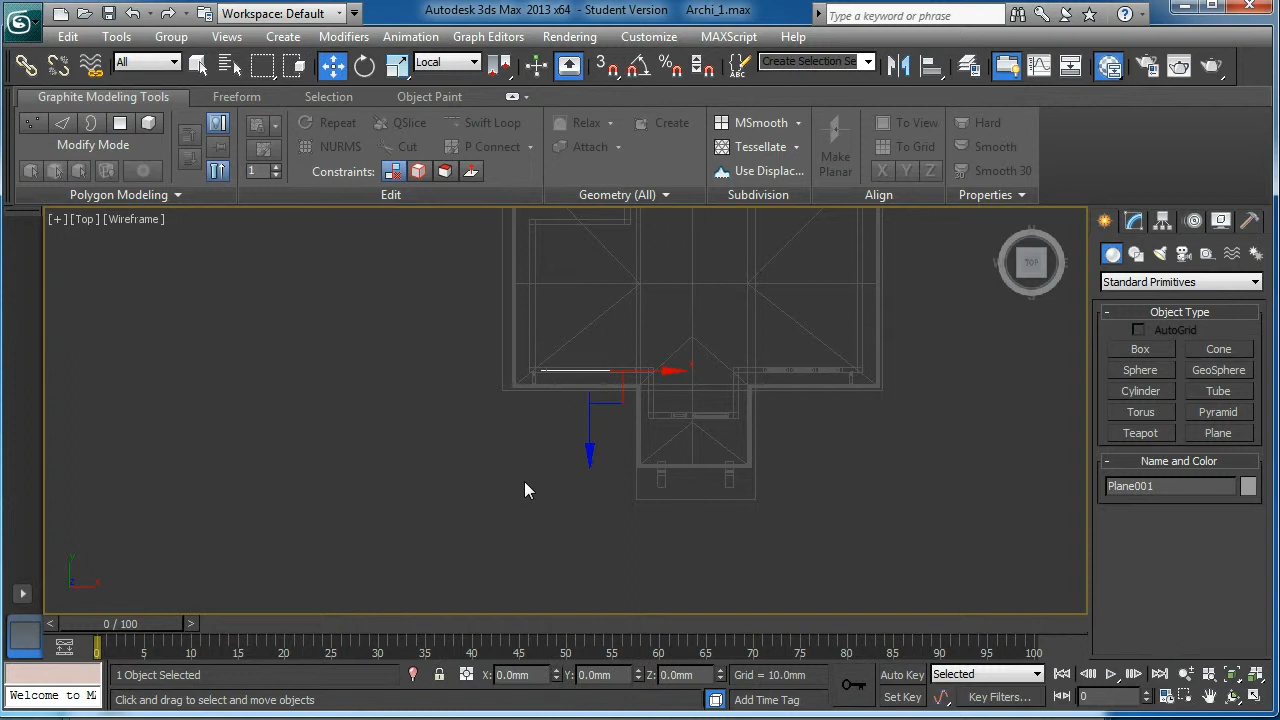 Workspace: Default
Autodesk 3ds Max 2013 x64 - Student Version Archi_1.max
Type a keyword or phrase
Edit Tools Group Views Create Modifiers Animation Graph Editors Rendering Customize MAXScript Help
All Local 3 Create Selection Se
Graphite Modeling Tools Freeform Selection Object Paint
Repeat QSlice Swift Loop Relax Create MSmooth To View Hard
Modify Mode NURMS Cut P Connect Attach Tessellate Make Planar To Grid Smooth
1 Constraints: Use Displac... X Y Z Smooth 30
Polygon Modeling Edit Geometry (All) Subdivision Align Properties
[+] [Top] [Wireframe]
TOP
Standard Primitives
- Object Type
AutoGrid
Box Cone
Sphere GeoSphere
Cylinder Tube
Torus Pyramid
Teapot Plane
- Name and Color
Plane001
x
y
z x
< 0 / 100 >
0 5 10 15 20 25 30 35 40 45 50 55 60 65 70 75 80 85 90 95 100
1 Object Selected X: 0.0mm Y: 0.0mm Z: 0.0mm Grid = 10.0mm Auto Key Selected
Welcome to MA Click and drag to select and move objects Add Time Tag Set Key Key Filters... 0